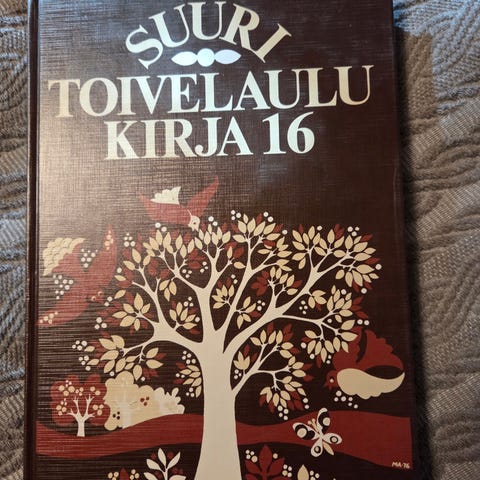 SUURI
TOIVELAULU
KIRJA 16
MA-76